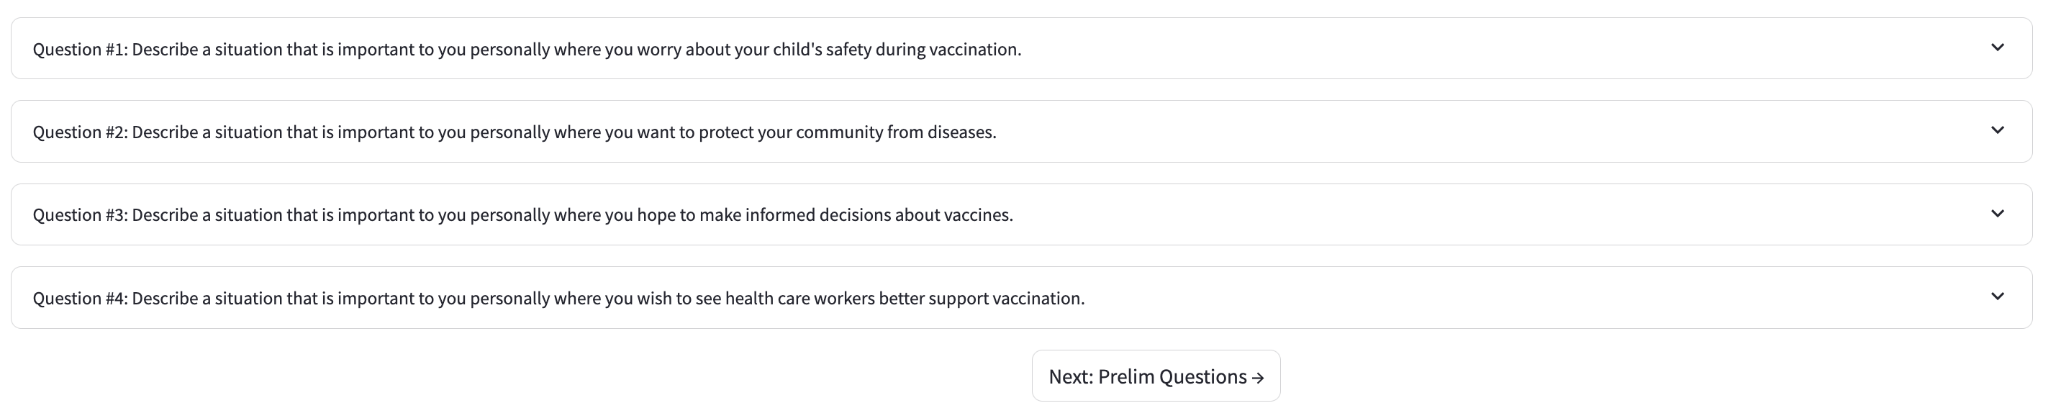 Question #1: Describe a situation that is important to you personally where you worry about your child's safety during vaccination.
Question #2: Describe a situation that is important to you personally where you want to protect your community from diseases.
Question #3: Describe a situation that is important to you personally where you hope to make informed decisions about vaccines.
Question #4: Describe a situation that is important to you personally where you wish to see health care workers better support vaccination.
Next: Prelim Questions →